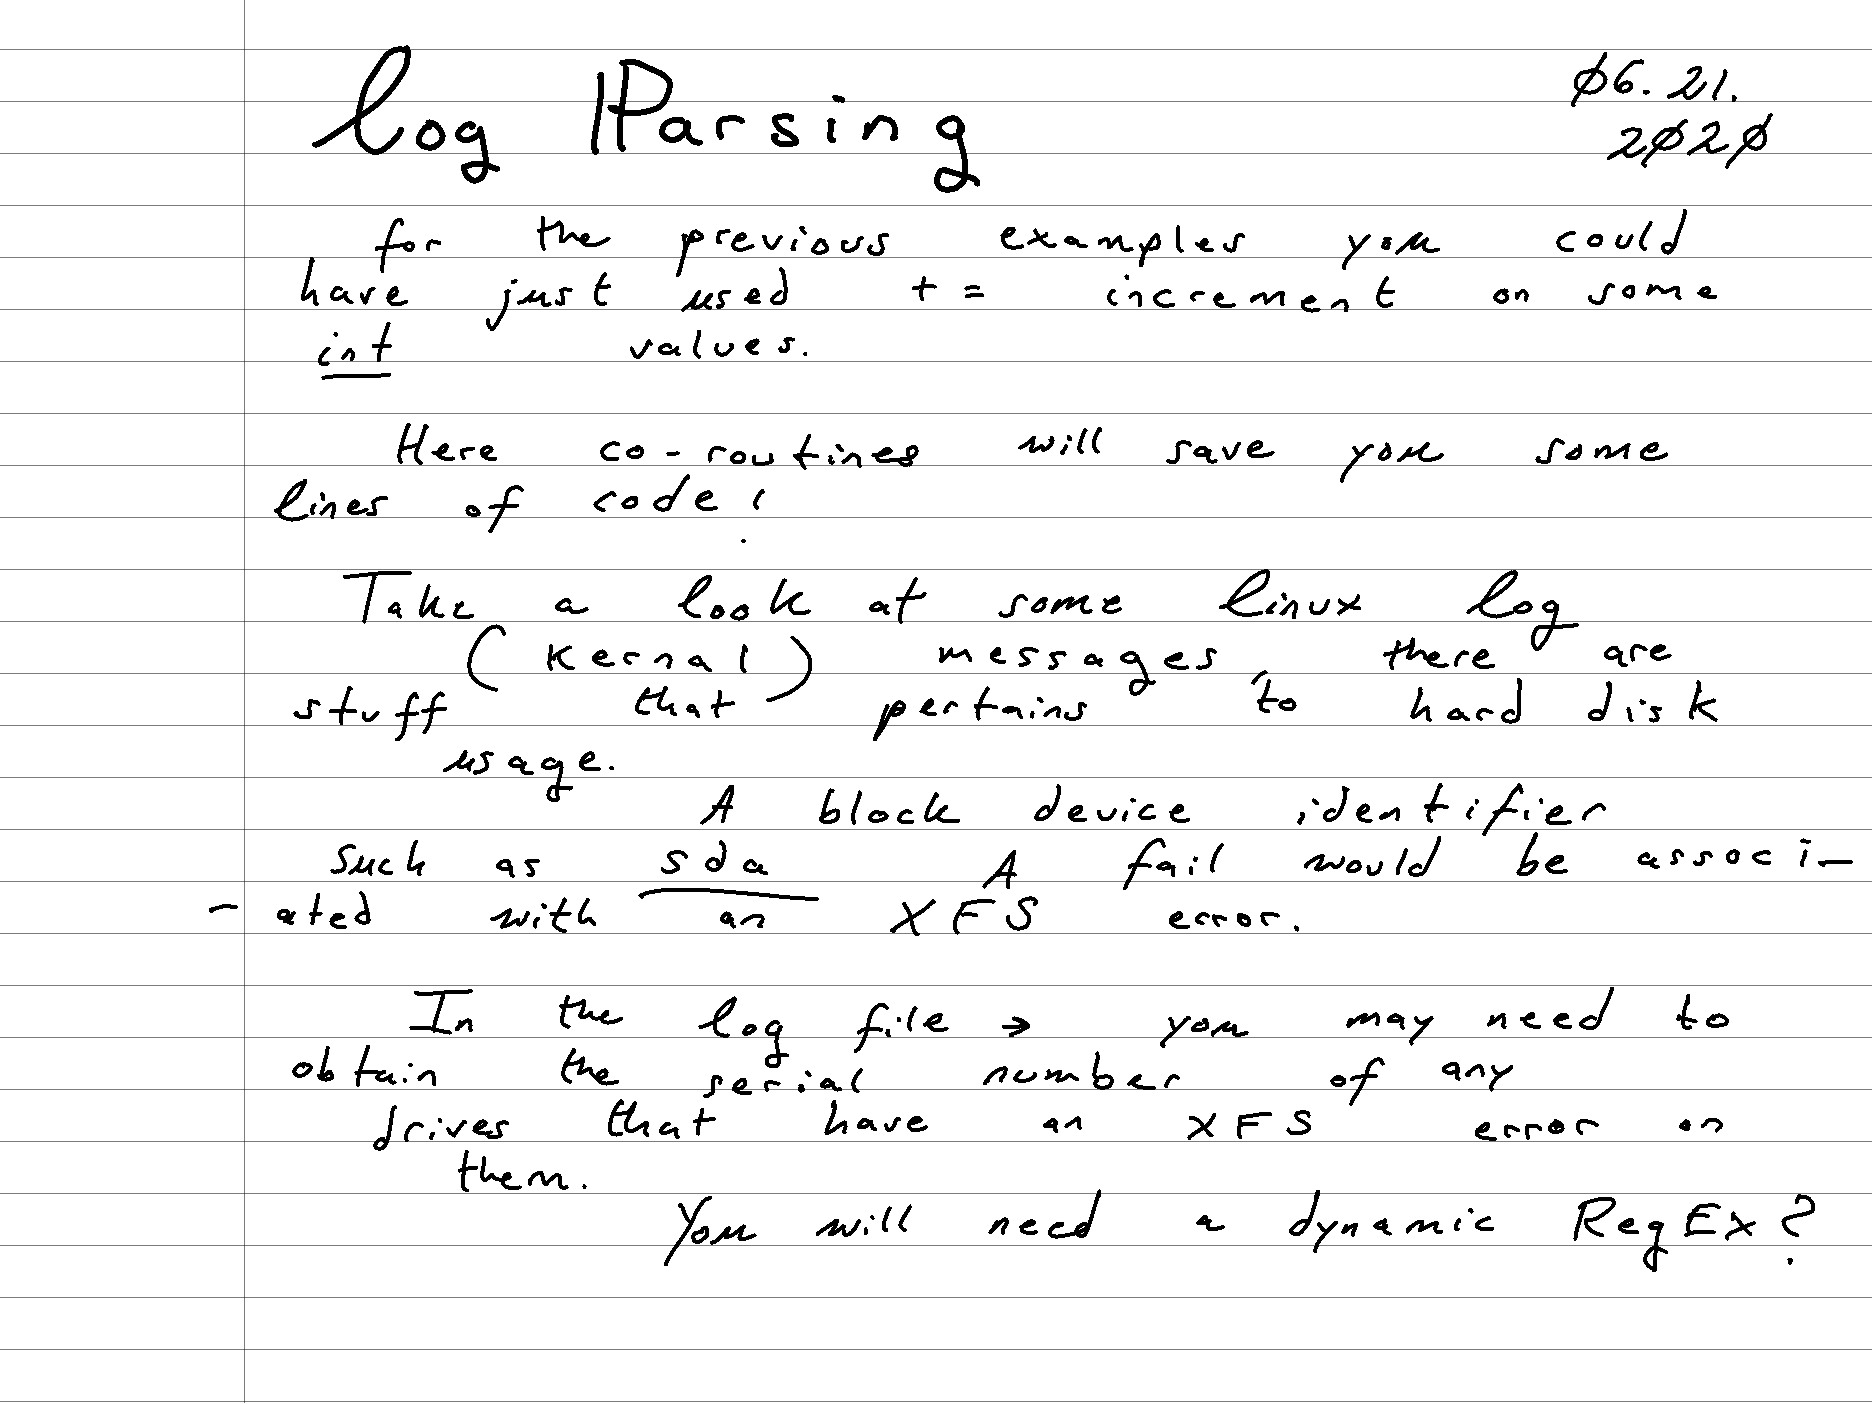 log Parsing
06.21.
2020
for the previous examples you could
have just used += increment on some
int values.
Here co-routines will save you some
lines of code!
Take a look at some linux log
(Kernal) messages, there are
stuff that pertains to hard disk
usage.
A block device identifier
Such as sda A fail would be associ-
-ated with an XFS error.
In the log file → you may need to
obtain the serial number of any
drives that have an XFS error on
them.
You will need a dynamic RegEx?